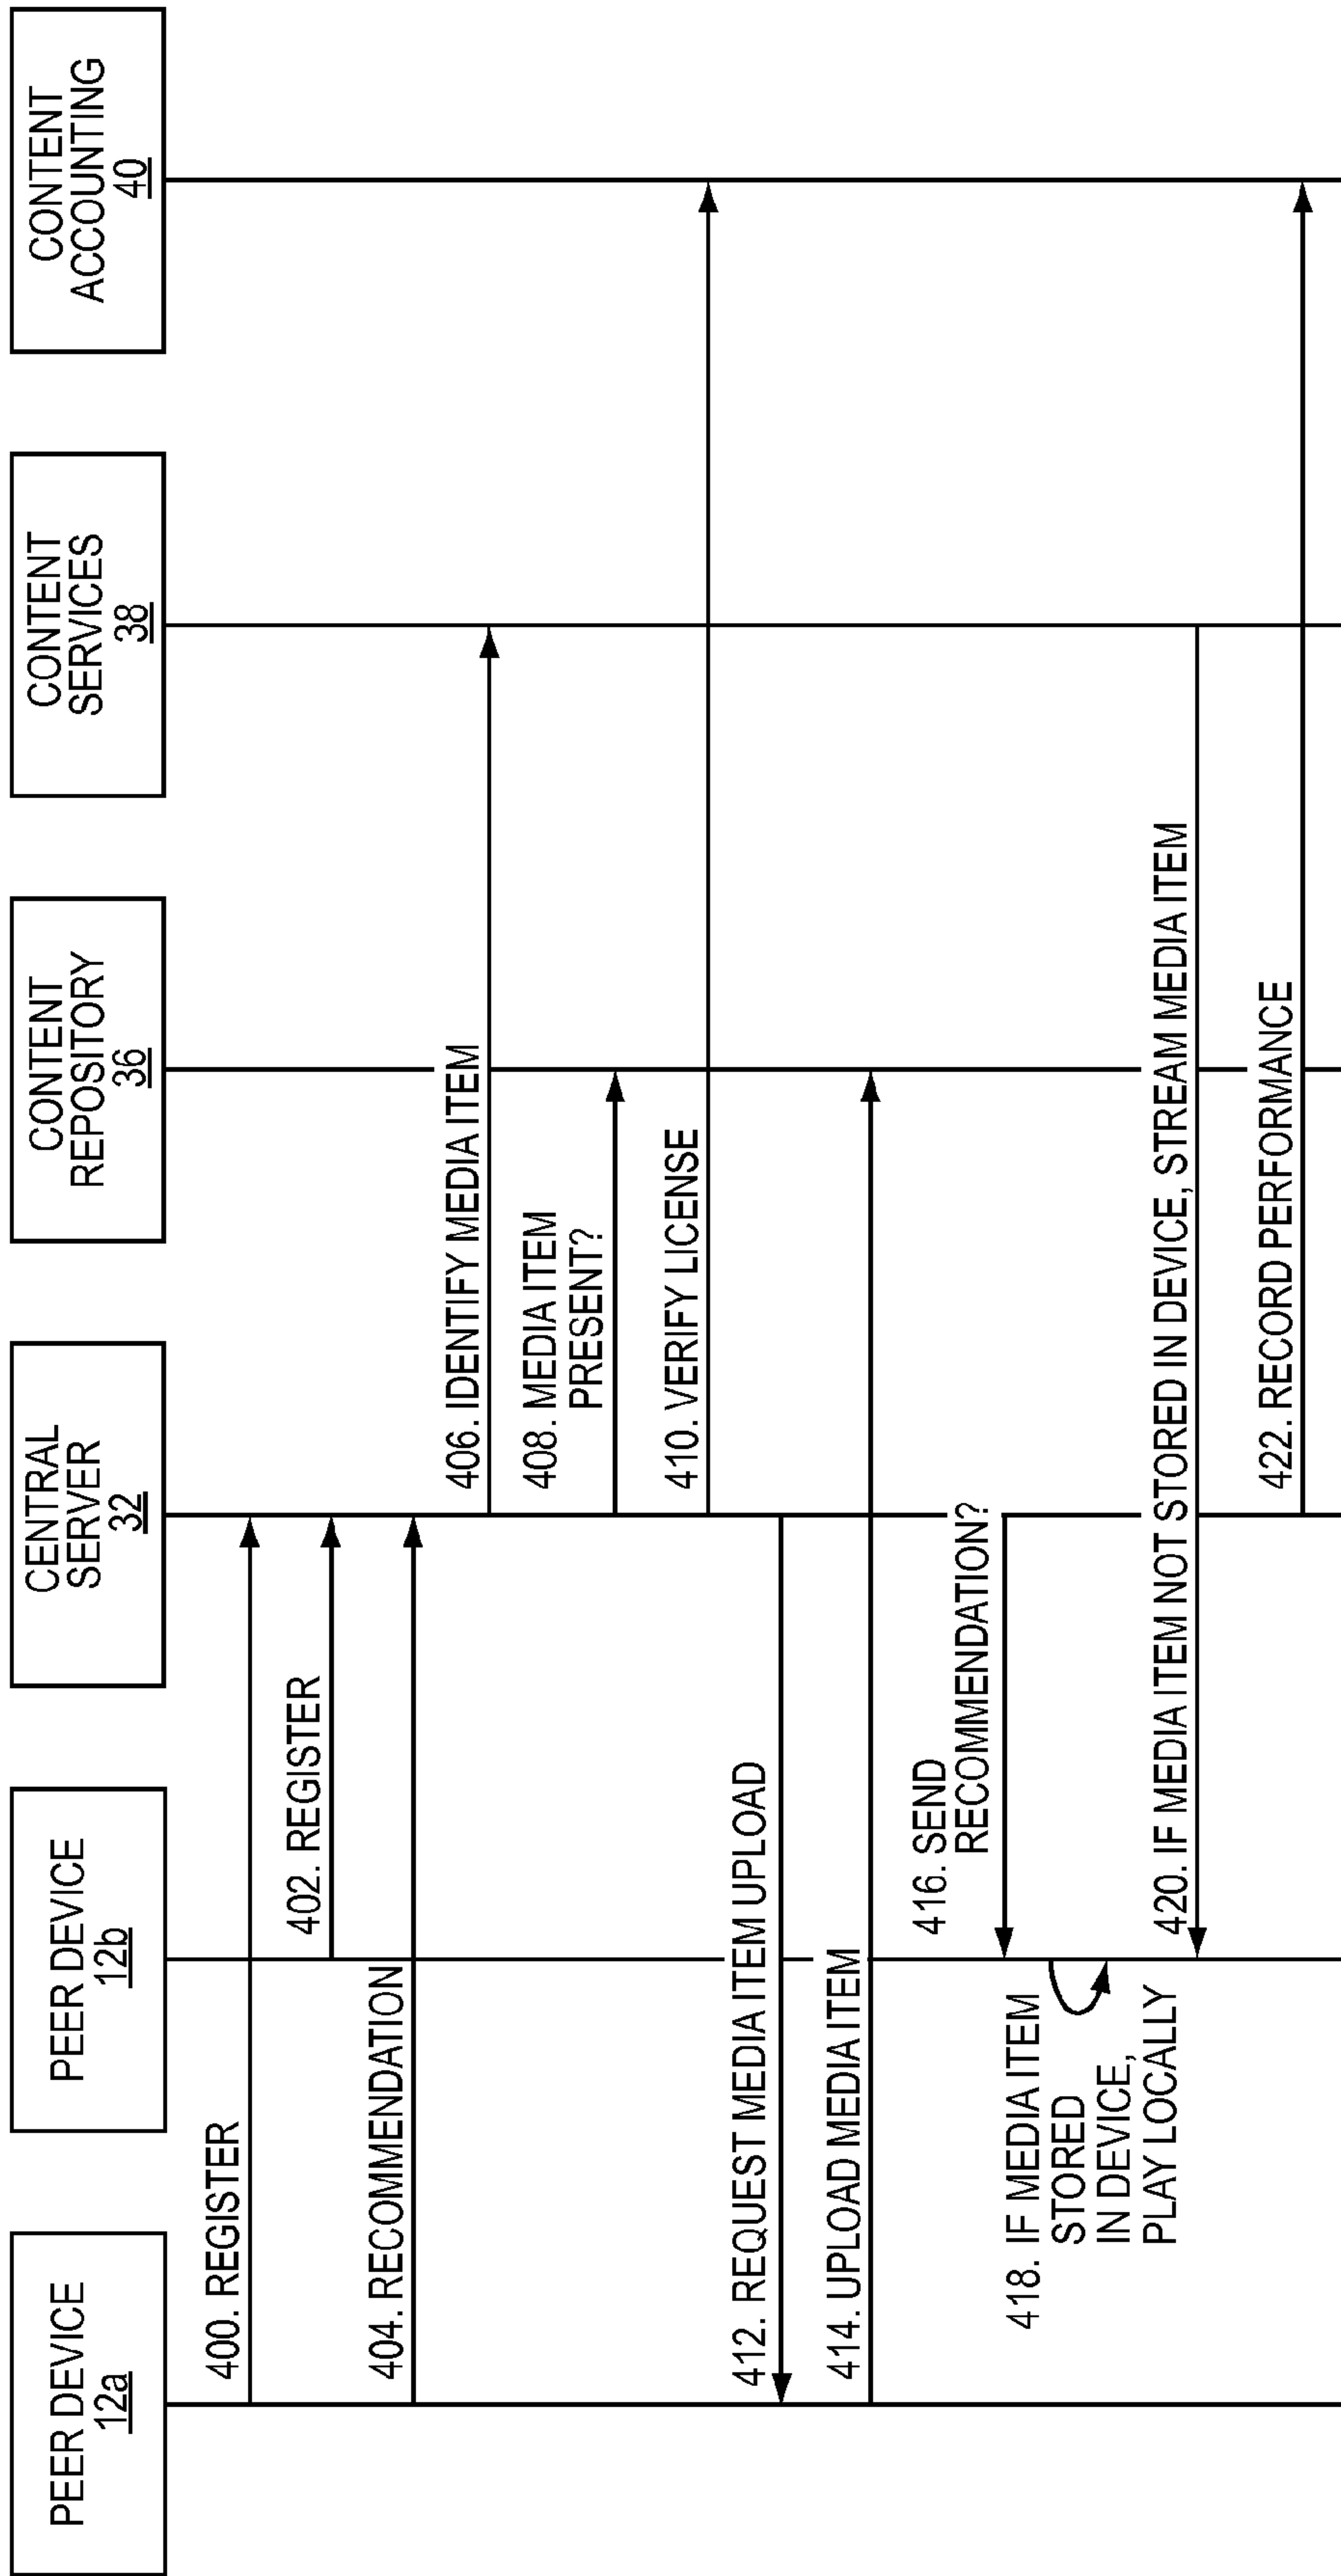 PEER DEVICE
12a
PEER DEVICE
12b
CENTRAL
SERVER
32
CONTENT
REPOSITORY
36
CONTENT
SERVICES
38
CONTENT
ACCOUNTING
40
400. REGISTER
402. REGISTER
404. RECOMMENDATION
406. IDENTIFY MEDIA ITEM
408. MEDIA ITEM
PRESENT?
410. VERIFY LICENSE
412. REQUEST MEDIA ITEM UPLOAD
414. UPLOAD MEDIA ITEM
416. SEND
RECOMMENDATION?
418. IF MEDIA ITEM
STORED
IN DEVICE,
PLAY LOCALLY
420. IF MEDIA ITEM NOT STORED IN DEVICE, STREAM MEDIA ITEM
422. RECORD PERFORMANCE